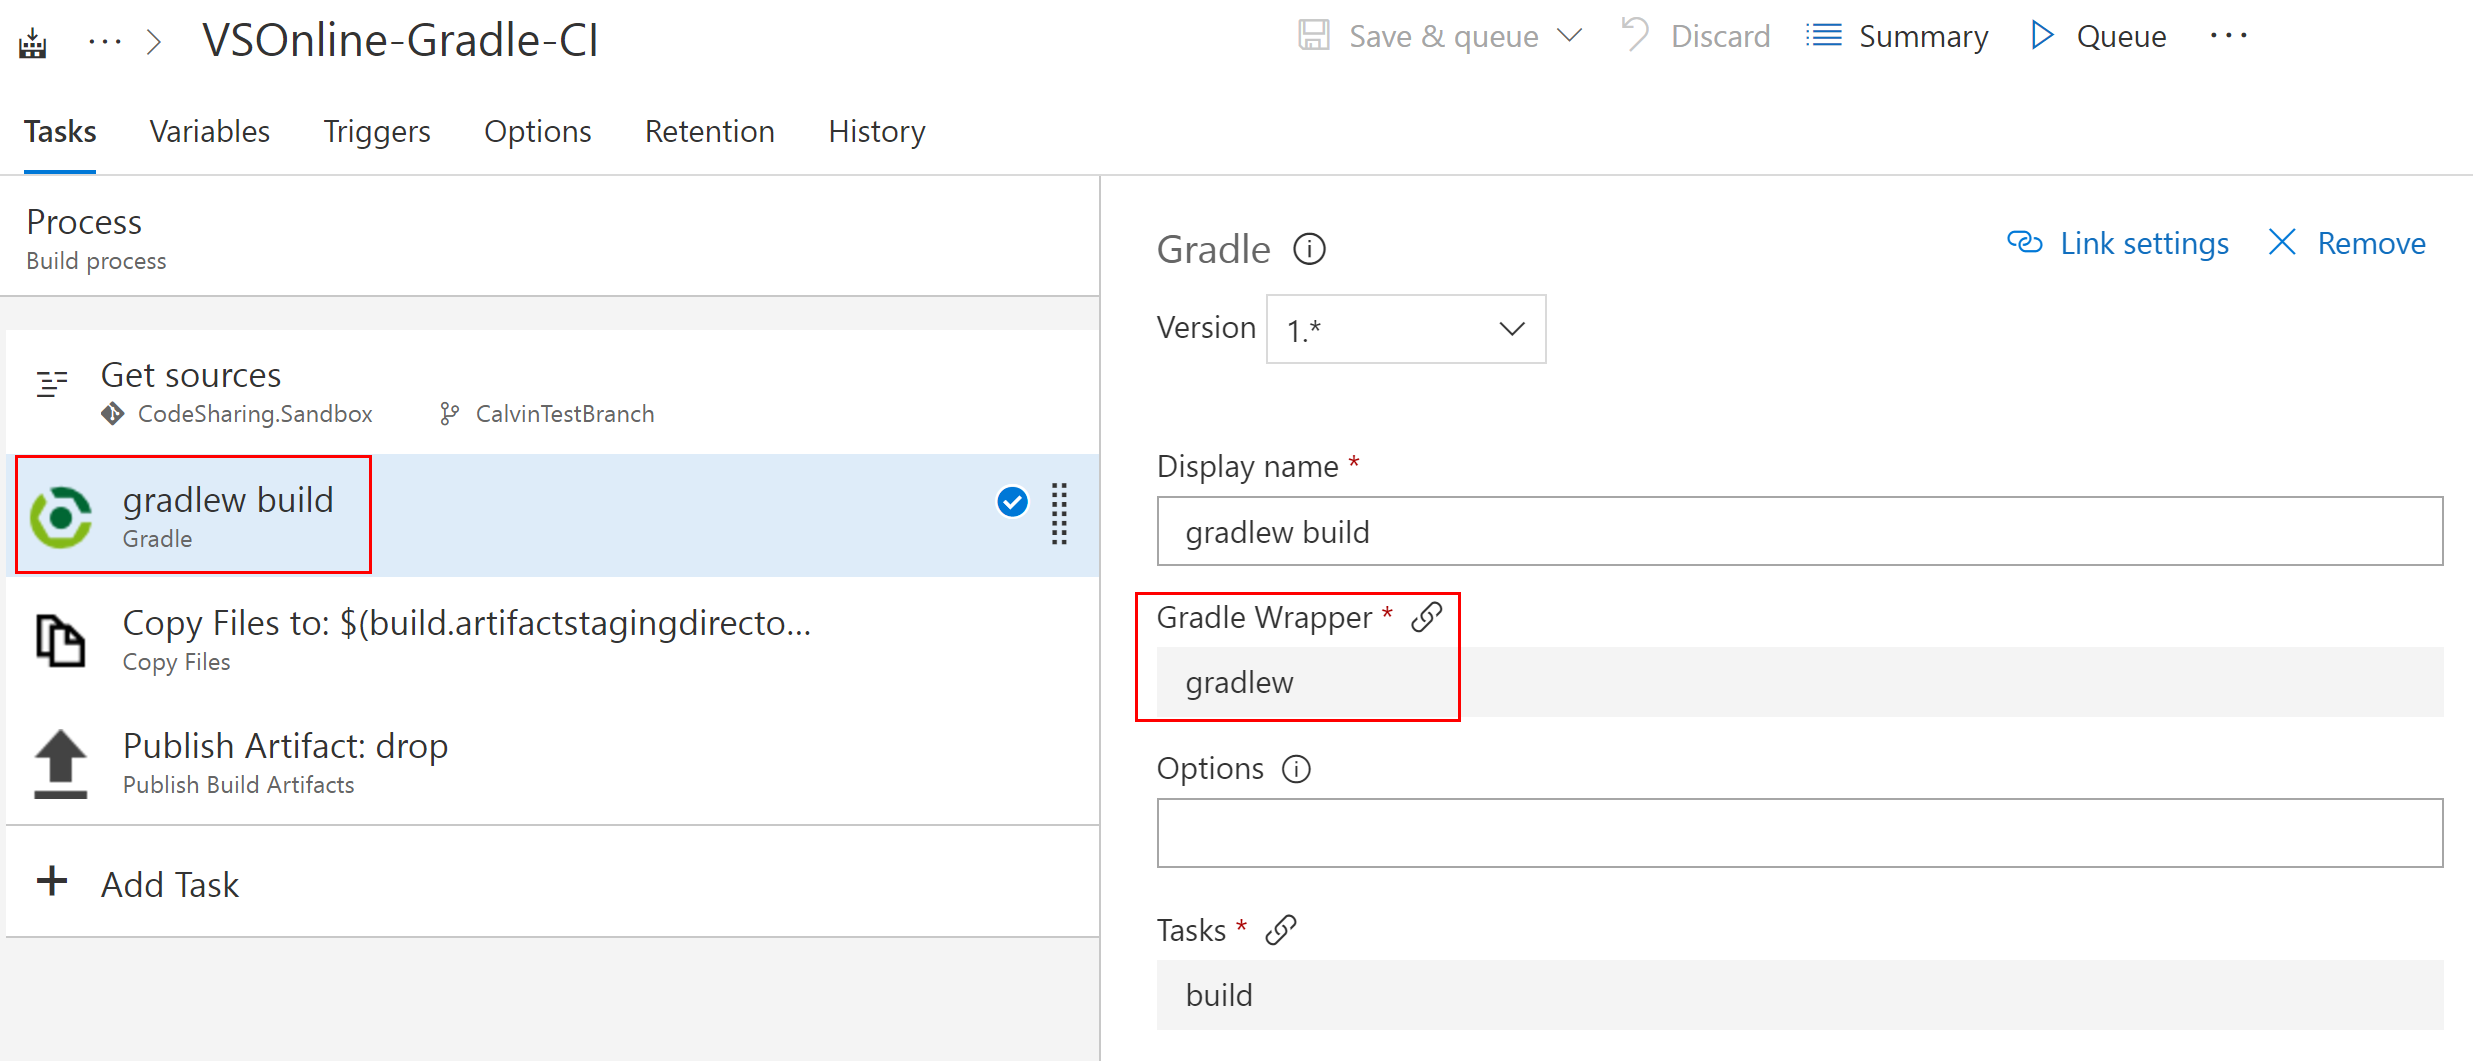 ··· > VSOnline-Gradle-CI
Save & queue Discard Summary Queue ···
Tasks Variables Triggers Options Retention History
Process
Build process
Get sources
CodeSharing.Sandbox CalvinTestBranch
gradlew build
Gradle
Copy Files to: $(build.artifactstagingdirecto...
Copy Files
Publish Artifact: drop
Publish Build Artifacts
+ Add Task
Gradle
Link settings Remove
Version 1.*
Display name *
gradlew build
Gradle Wrapper *
gradlew
Options
Tasks *
build